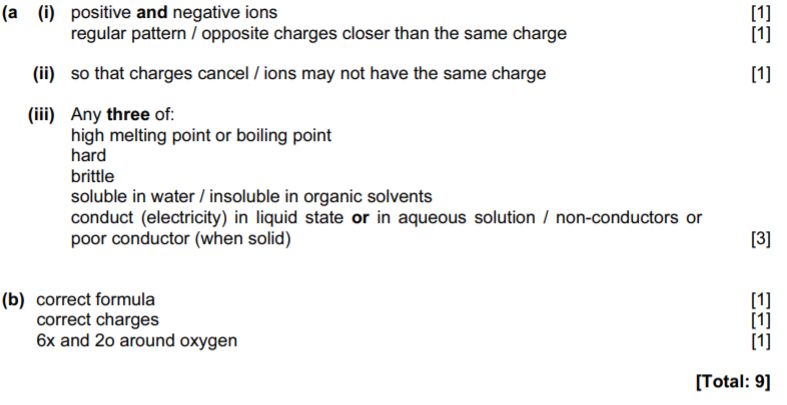 (a (i) positive and negative ions [1]
regular pattern / opposite charges closer than the same charge [1]
(ii) so that charges cancel / ions may not have the same charge [1]
(iii) Any three of:
high melting point or boiling point
hard
brittle
soluble in water / insoluble in organic solvents
conduct (electricity) in liquid state or in aqueous solution / non-conductors or
poor conductor (when solid) [3]
(b) correct formula [1]
correct charges [1]
6x and 2o around oxygen [1]
[Total: 9]